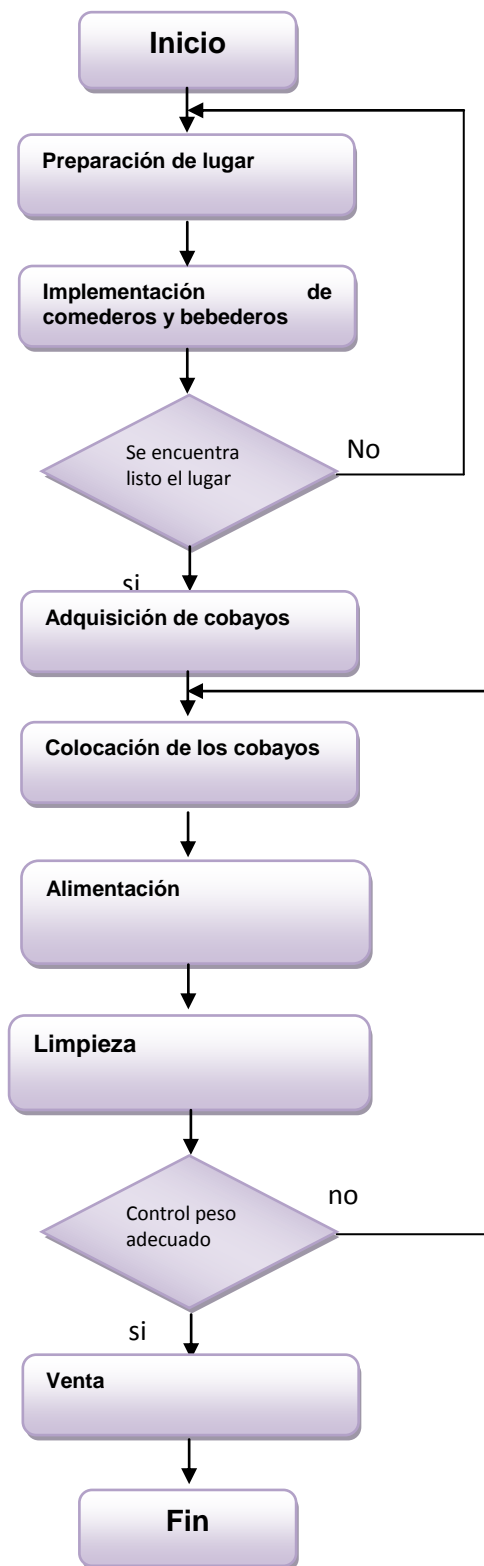 Inicio
Preparación de lugar
Implementación de
comederos y bebederos
Se encuentra
listo el lugar
No
si
Adquisición de cobayos
Colocación de los cobayos
Alimentación
Limpieza
Control peso
adecuado
no
si
Venta
Fin